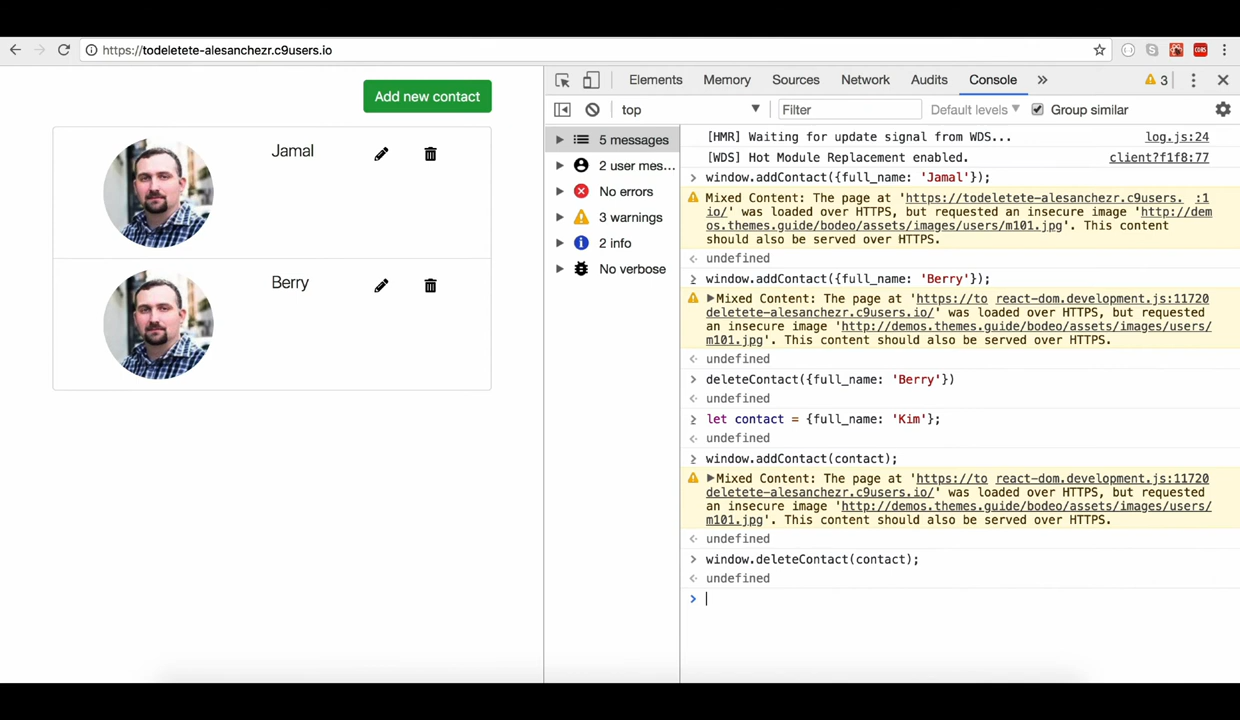 https://todeletete-alesanchezr.c9users.io
Add new contact
Jamal
Berry
Elements Memory Sources Network Audits Console » 3
top Filter Default levels Group similar
5 messages
2 user mes...
No errors
3 warnings
2 info
No verbose
[HMR] Waiting for update signal from WDS... log.js:24
[WDS] Hot Module Replacement enabled. client?f1f8:77
window.addContact({full_name: 'Jamal'});
Mixed Content: The page at 'https://todeletete-alesanchezr.c9users. :1
io/' was loaded over HTTPS, but requested an insecure image 'http://dem
os.themes.guide/bodeo/assets/images/users/m101.jpg'. This content
should also be served over HTTPS.
undefined
window.addContact({full_name: 'Berry'});
Mixed Content: The page at 'https://to react-dom.development.js:11720
deletete-alesanchezr.c9users.io/' was loaded over HTTPS, but requested
an insecure image 'http://demos.themes.guide/bodeo/assets/images/users/
m101.jpg'. This content should also be served over HTTPS.
undefined
deleteContact({full_name: 'Berry'})
undefined
let contact = {full_name: 'Kim'};
undefined
window.addContact(contact);
Mixed Content: The page at 'https://to react-dom.development.js:11720
deletete-alesanchezr.c9users.io/' was loaded over HTTPS, but requested
an insecure image 'http://demos.themes.guide/bodeo/assets/images/users/
m101.jpg'. This content should also be served over HTTPS.
undefined
window.deleteContact(contact);
undefined